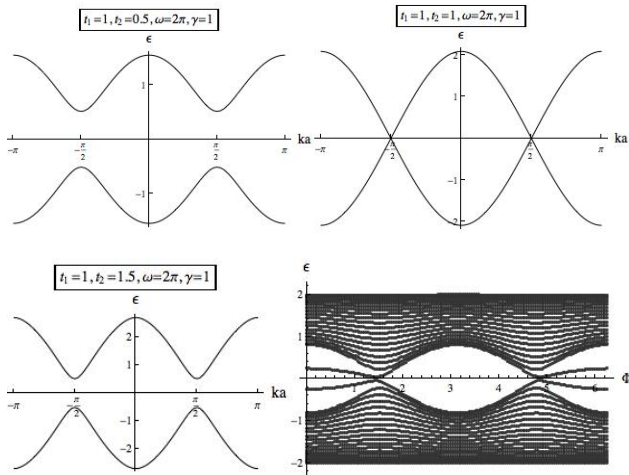 t₁=1, t₂=0.5, ω=2π, γ=1
ϵ
1
ka
−π
−π/2
π/2
π
−1
t₁=1, t₂=1, ω=2π, γ=1
ϵ
2
1
ka
−π
−π/2
π/2
π
−1
−2
t₁=1, t₂=1.5, ω=2π, γ=1
ϵ
2
1
ka
−π
−π/2
π/2
π
−1
−2
ϵ
2
1
1 2 3 4 5 6
−1
−2